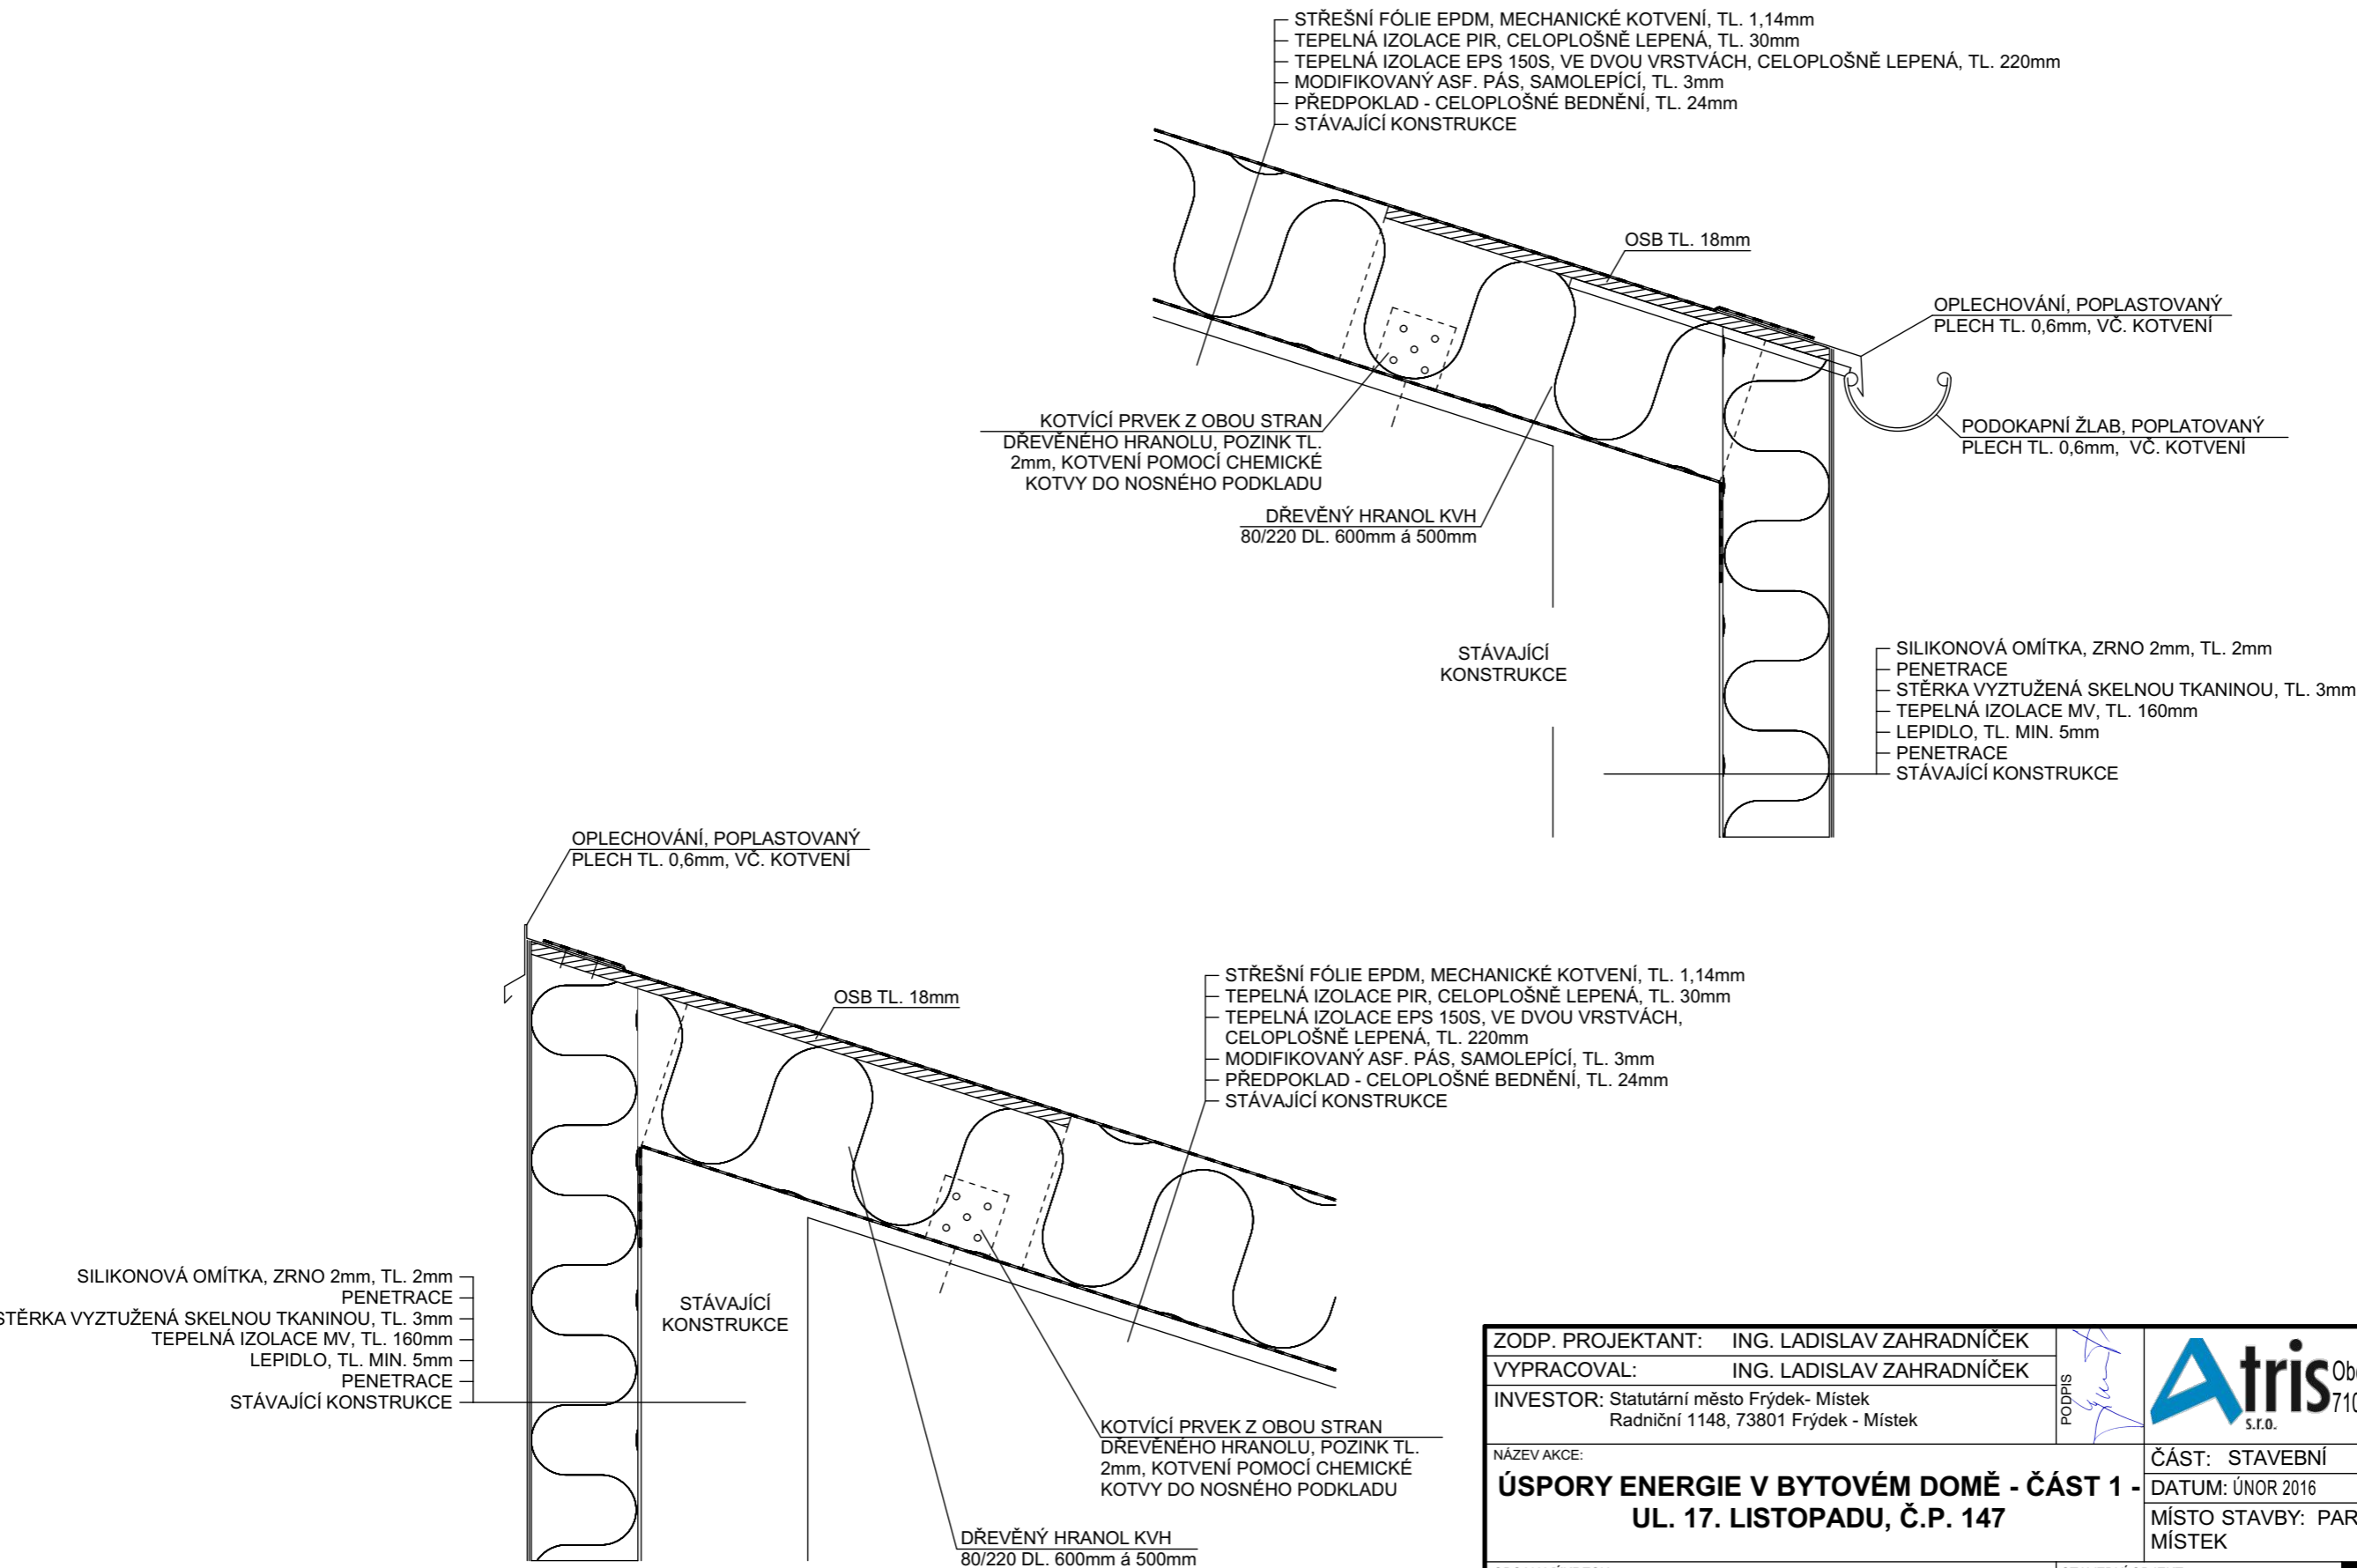 STŘEŠNÍ FÓLIE EPDM, MECHANICKÉ KOTVENÍ, TL. 1,14mm
TEPELNÁ IZOLACE PIR, CELOPLOŠNĚ LEPENÁ, TL. 30mm
TEPELNÁ IZOLACE EPS 150S, VE DVOU VRSTVÁCH, CELOPLOŠNĚ LEPENÁ, TL. 220mm
MODIFIKOVANÝ ASF. PÁS, SAMOLEPÍCÍ, TL. 3mm
PŘEDPOKLAD - CELOPLOŠNÉ BEDNĚNÍ, TL. 24mm
STÁVAJÍCÍ KONSTRUKCE
OSB TL. 18mm
OPLECHOVÁNÍ, POPLASTOVANÝ
PLECH TL. 0,6mm, VČ. KOTVENÍ
PODOKAPNÍ ŽLAB, POPLATOVANÝ
PLECH TL. 0,6mm, VČ. KOTVENÍ
KOTVÍCÍ PRVEK Z OBOU STRAN
DŘEVĚNÉHO HRANOLU, POZINK TL.
2mm, KOTVENÍ POMOCÍ CHEMICKÉ
KOTVY DO NOSNÉHO PODKLADU
DŘEVĚNÝ HRANOL KVH
80/220 DL. 600mm á 500mm
STÁVAJÍCÍ
KONSTRUKCE
SILIKONOVÁ OMÍTKA, ZRNO 2mm, TL. 2mm
PENETRACE
STĚRKA VYZTUŽENÁ SKELNOU TKANINOU, TL. 3mm
TEPELNÁ IZOLACE MV, TL. 160mm
LEPIDLO, TL. MIN. 5mm
PENETRACE
STÁVAJÍCÍ KONSTRUKCE
OPLECHOVÁNÍ, POPLASTOVANÝ
PLECH TL. 0,6mm, VČ. KOTVENÍ
OSB TL. 18mm
STŘEŠNÍ FÓLIE EPDM, MECHANICKÉ KOTVENÍ, TL. 1,14mm
TEPELNÁ IZOLACE PIR, CELOPLOŠNĚ LEPENÁ, TL. 30mm
TEPELNÁ IZOLACE EPS 150S, VE DVOU VRSTVÁCH,
CELOPLOŠNĚ LEPENÁ, TL. 220mm
MODIFIKOVANÝ ASF. PÁS, SAMOLEPÍCÍ, TL. 3mm
PŘEDPOKLAD - CELOPLOŠNÉ BEDNĚNÍ, TL. 24mm
STÁVAJÍCÍ KONSTRUKCE
SILIKONOVÁ OMÍTKA, ZRNO 2mm, TL. 2mm
PENETRACE
STĚRKA VYZTUŽENÁ SKELNOU TKANINOU, TL. 3mm
TEPELNÁ IZOLACE MV, TL. 160mm
LEPIDLO, TL. MIN. 5mm
PENETRACE
STÁVAJÍCÍ KONSTRUKCE
STÁVAJÍCÍ
KONSTRUKCE
KOTVÍCÍ PRVEK Z OBOU STRAN
DŘEVĚNÉHO HRANOLU, POZINK TL.
2mm, KOTVENÍ POMOCÍ CHEMICKÉ
KOTVY DO NOSNÉHO PODKLADU
DŘEVĚNÝ HRANOL KVH
80/220 DL. 600mm á 500mm
ZODP. PROJEKTANT: ING. LADISLAV ZAHRADNÍČEK
VYPRACOVAL: ING. LADISLAV ZAHRADNÍČEK
INVESTOR: Statutární město Frýdek- Místek
Radniční 1148, 73801 Frýdek - Místek
PODPIS
Atris
s.r.o.
710
NÁZEV AKCE:
ÚSPORY ENERGIE V BYTOVÉM DOMĚ - ČÁST 1 -
UL. 17. LISTOPADU, Č.P. 147
ČÁST: STAVEBNÍ
DATUM: ÚNOR 2016
MÍSTO STAVBY: PAR
MÍSTEK